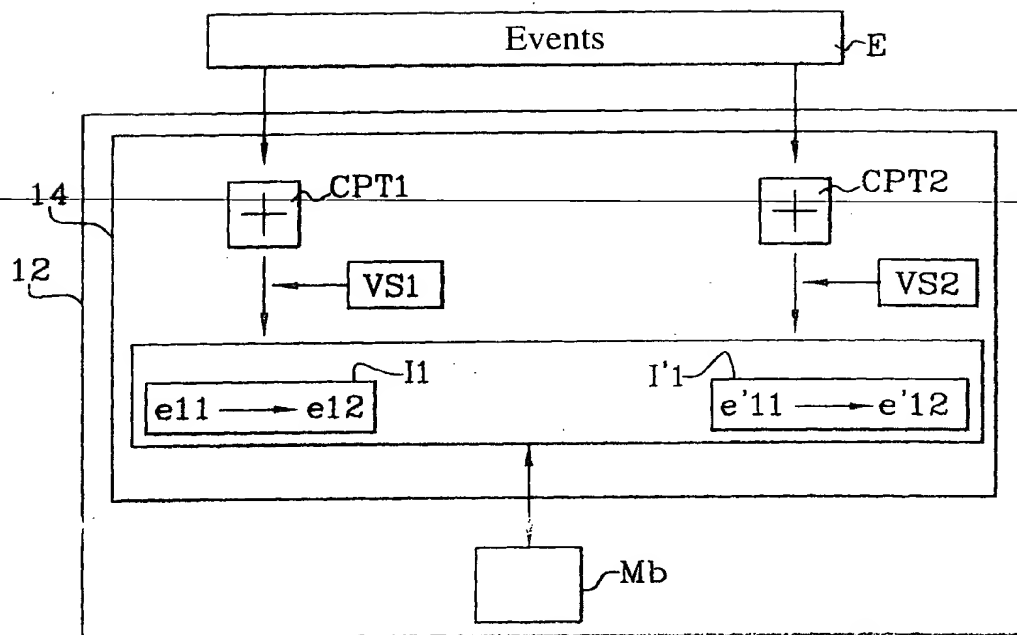 Events
E
CPT1
CPT2
14
12
VS1
VS2
I1
I'1
e11 → e12
e'11 → e'12
Mb